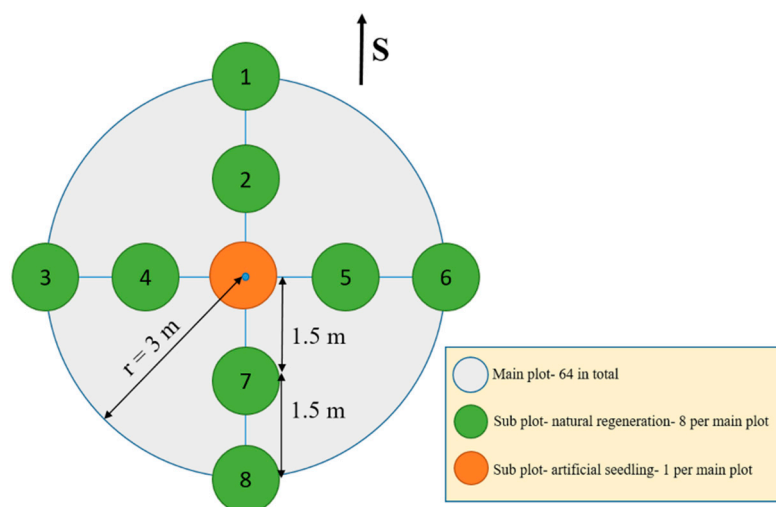 S
1
2
3 4 5 6
r = 3 m
1.5 m
7
1.5 m
8
Main plot- 64 in total
Sub plot- natural regeneration- 8 per main plot
Sub plot- artificial seedling- 1 per main plot